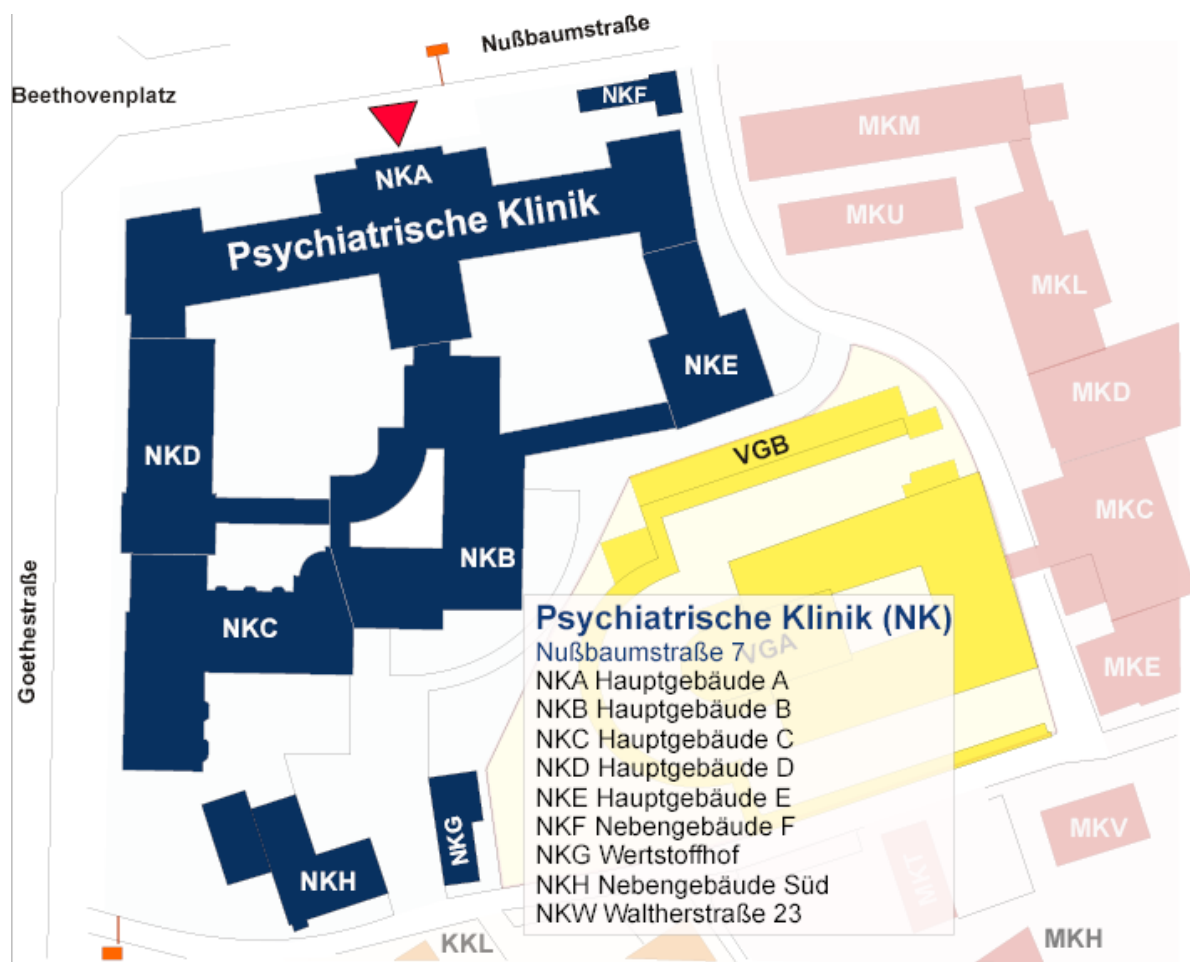 Nußbaumstraße
Beethovenplatz
NKF
MKM
NKA
Psychiatrische Klinik
MKU
MKL
NKE
MKD
NKD
VGB
MKC
NKB
Goethestraße
NKC
Psychiatrische Klinik (NK)
VGA
Nußbaumstraße 7
MKE
NKA Hauptgebäude A
NKB Hauptgebäude B
NKC Hauptgebäude C
NKD Hauptgebäude D
NKE Hauptgebäude E
NKF Nebengebäude F
NKG Wertstoffhof
NKH Nebengebäude Süd
NKW Waltherstraße 23
NKG
MKV
NKH
MKT
KKL
MKH